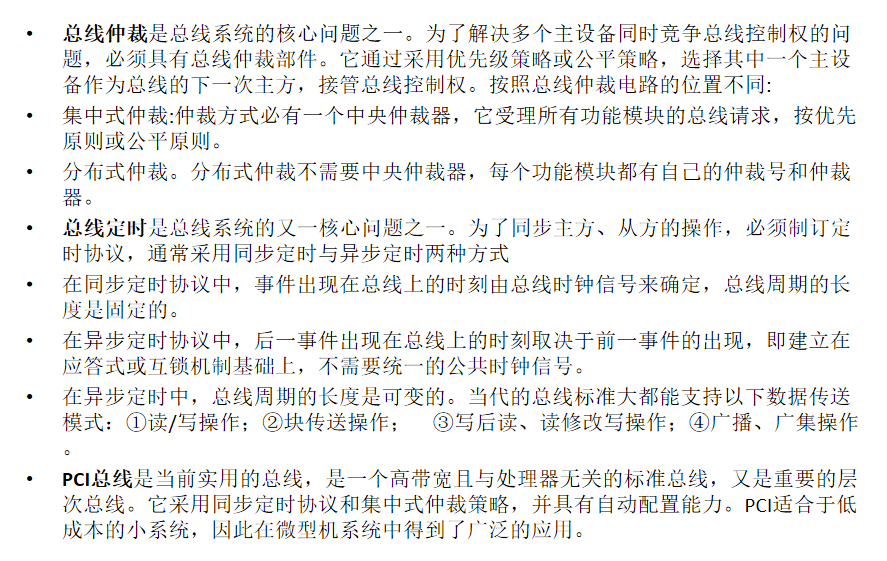 • 总线仲裁是总线系统的核心问题之一。为了解决多个主设备同时竞争总线控制权的问
题，必须具有总线仲裁部件。它通过采用优先级策略或公平策略，选择其中一个主设
备作为总线的下一次主方，接管总线控制权。按照总线仲裁电路的位置不同:
• 集中式仲裁:仲裁方式必有一个中央仲裁器，它受理所有功能模块的总线请求，按优先
原则或公平原则。
• 分布式仲裁。分布式仲裁不需要中央仲裁器，每个功能模块都有自己的仲裁号和仲裁
器。
• 总线定时是总线系统的又一核心问题之一。为了同步主方、从方的操作，必须制订定
时协议，通常采用同步定时与异步定时两种方式
• 在同步定时协议中，事件出现在总线上的时刻由总线时钟信号来确定，总线周期的长
度是固定的。
• 在异步定时协议中，后一事件出现在总线上的时刻取决于前一事件的出现，即建立在
应答式或互锁机制基础上，不需要统一的公共时钟信号。
• 在异步定时中，总线周期的长度是可变的。当代的总线标准大都能支持以下数据传送
模式：①读/写操作；②块传送操作； ③写后读、读修改写操作；④广播、广集操作
。
• PCI总线是当前实用的总线，是一个高带宽且与处理器无关的标准总线，又是重要的层
次总线。它采用同步定时协议和集中式仲裁策略，并具有自动配置能力。PCI适合于低
成本的小系统，因此在微型机系统中得到了广泛的应用。